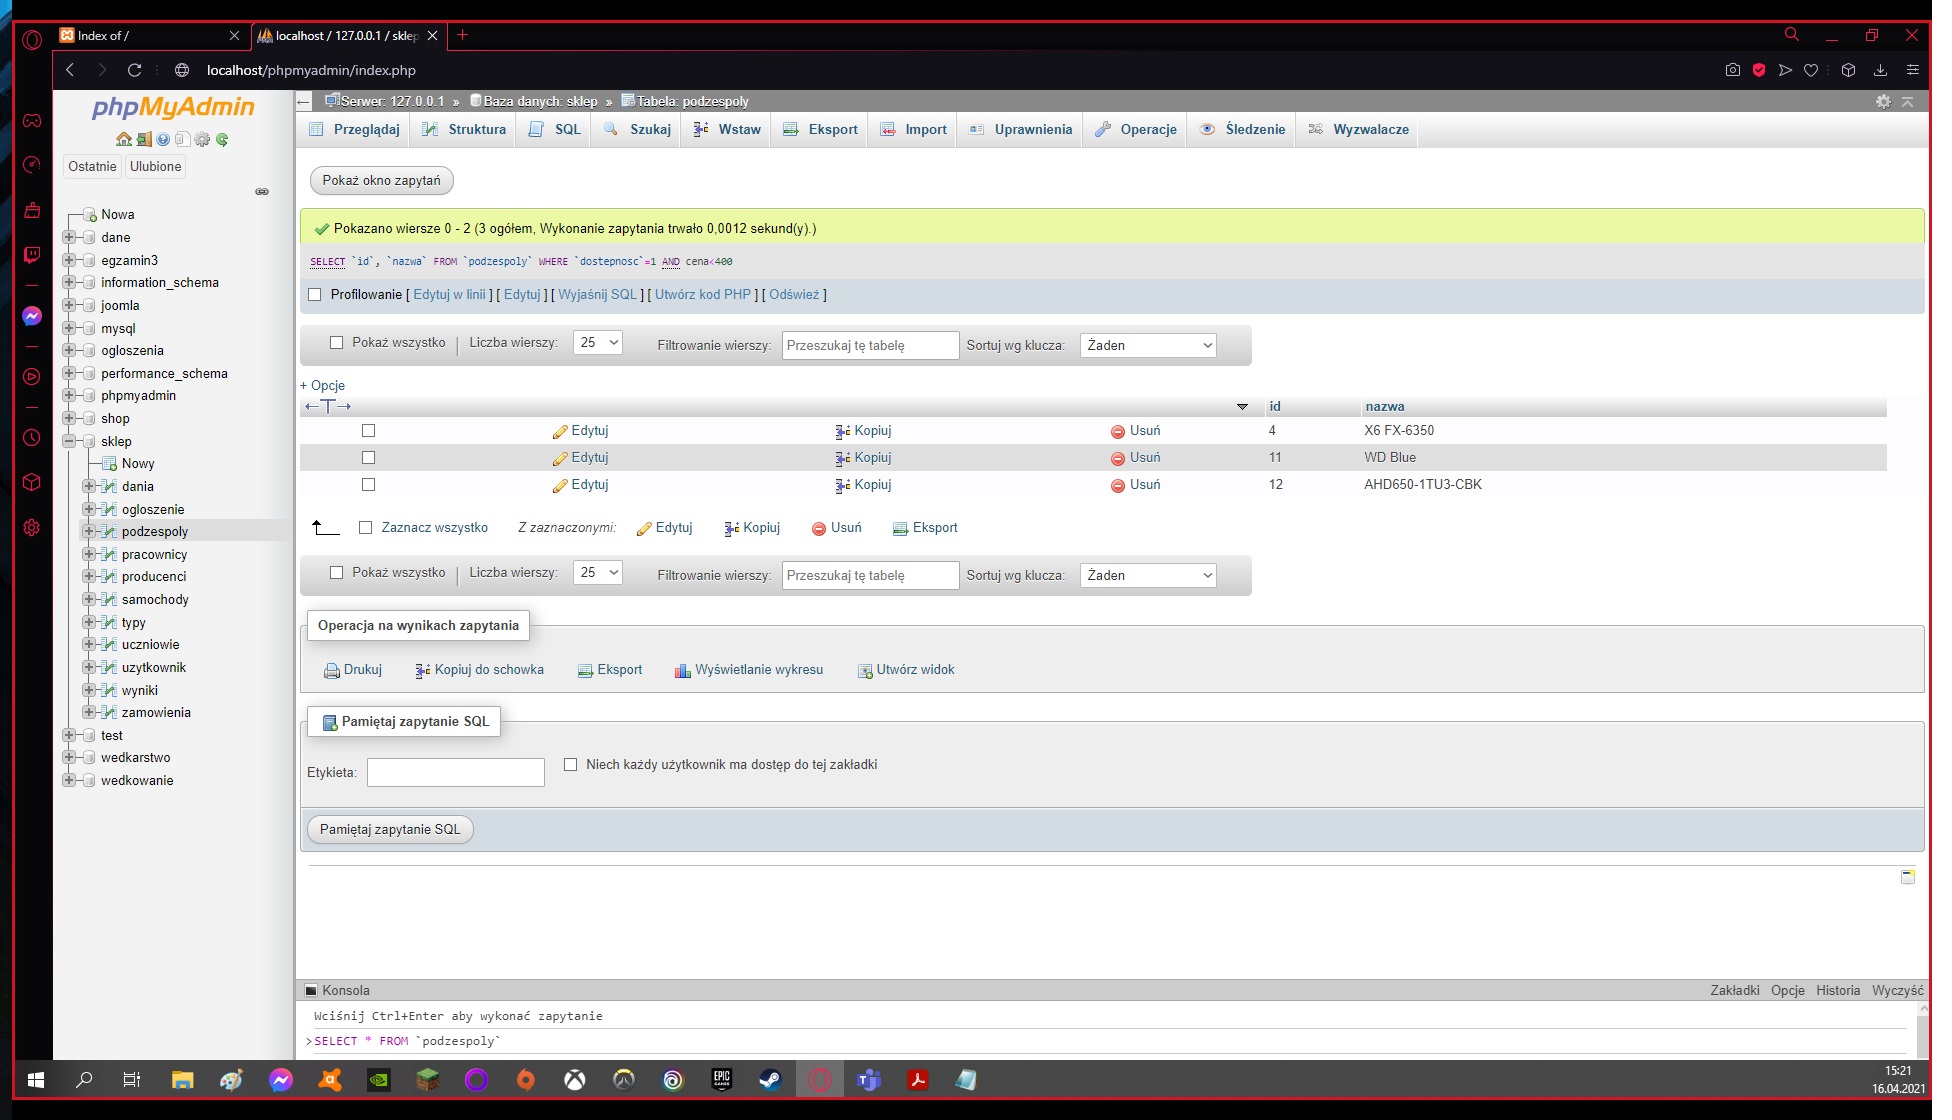 Index of /
localhost / 127.0.0.1 / sklep
localhost/phpmyadmin/index.php
phpMyAdmin
Ostatnie Ulubione
Nowa
dane
egzamin3
information_schema
joomla
mysql
ogloszenia
performance_schema
phpmyadmin
shop
sklep
Nowy
dania
ogloszenie
podzespoly
pracownicy
producenci
samochody
typy
uczniowie
uzytkownik
wyniki
zamowienia
test
wedkarstwo
wedkowanie
Serwer: 127.0.0.1 » Baza danych: sklep » Tabela: podzespoly
Przeglądaj Struktura SQL Szukaj Wstaw Eksport Import Uprawnienia Operacje Śledzenie Wyzwalacze
Pokaż okno zapytań
Pokazano wiersze 0 - 2 (3 ogółem, Wykonanie zapytania trwało 0,0012 sekund(y).)
SELECT `id`, `nazwa` FROM `podzespoly` WHERE `dostepnosc`=1 AND cena<400
Profilowanie [ Edytuj w linii ] [ Edytuj ] [ Wyjaśnij SQL ] [ Utwórz kod PHP ] [ Odśwież ]
Pokaż wszystko | Liczba wierszy: 25 Filtrowanie wierszy: Przeszukaj tę tabelę Sortuj wg klucza: Żaden
+ Opcje
←T→ id nazwa
Edytuj Kopiuj Usuń 4 X6 FX-6350
Edytuj Kopiuj Usuń 11 WD Blue
Edytuj Kopiuj Usuń 12 AHD650-1TU3-CBK
Zaznacz wszystko Z zaznaczonymi: Edytuj Kopiuj Usuń Eksport
Pokaż wszystko | Liczba wierszy: 25 Filtrowanie wierszy: Przeszukaj tę tabelę Sortuj wg klucza: Żaden
Operacja na wynikach zapytania
Drukuj Kopiuj do schowka Eksport Wyświetlanie wykresu Utwórz widok
Pamiętaj zapytanie SQL
Etykieta: Niech każdy użytkownik ma dostęp do tej zakładki
Pamiętaj zapytanie SQL
Konsola Zakładki Opcje Historia Wyczyść
Wciśnij Ctrl+Enter aby wykonać zapytanie
>SELECT * FROM `podzespoly`
EPIC GAMES
15:21
16.04.2021